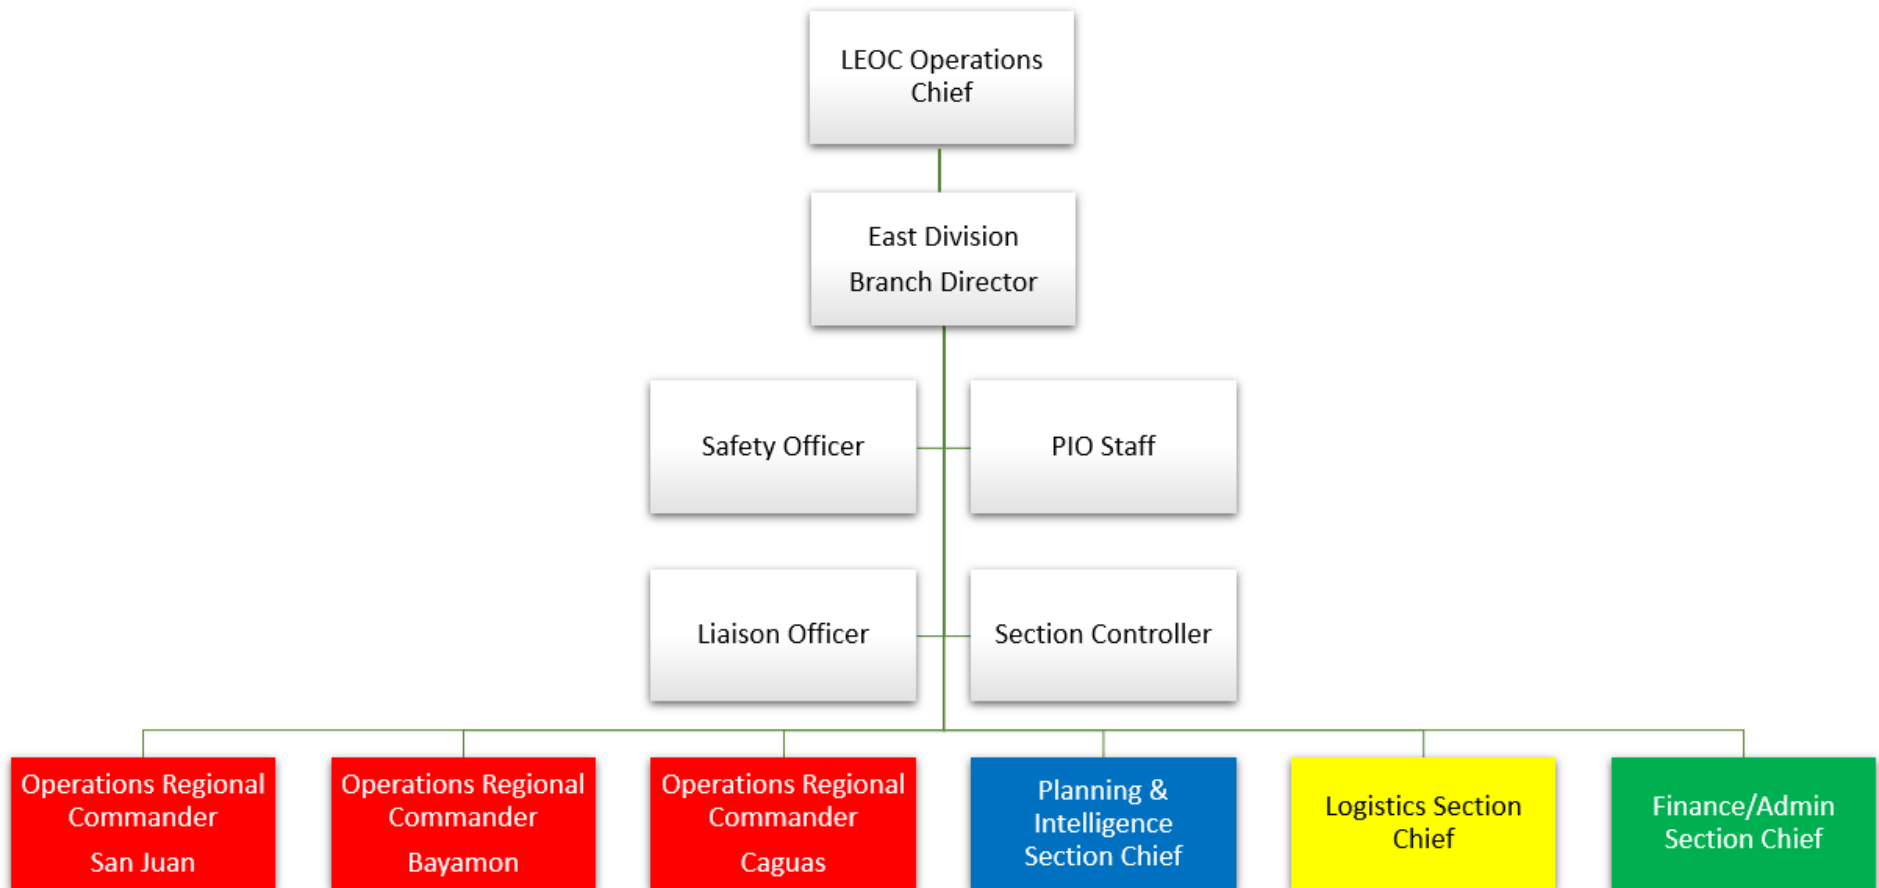 LEOC Operations
Chief
East Division
Branch Director
Safety Officer
PIO Staff
Liaison Officer
Section Controller
Operations Regional
Commander
San Juan
Operations Regional
Commander
Bayamon
Operations Regional
Commander
Caguas
Planning &
Intelligence
Section Chief
Logistics Section
Chief
Finance/Admin
Section Chief